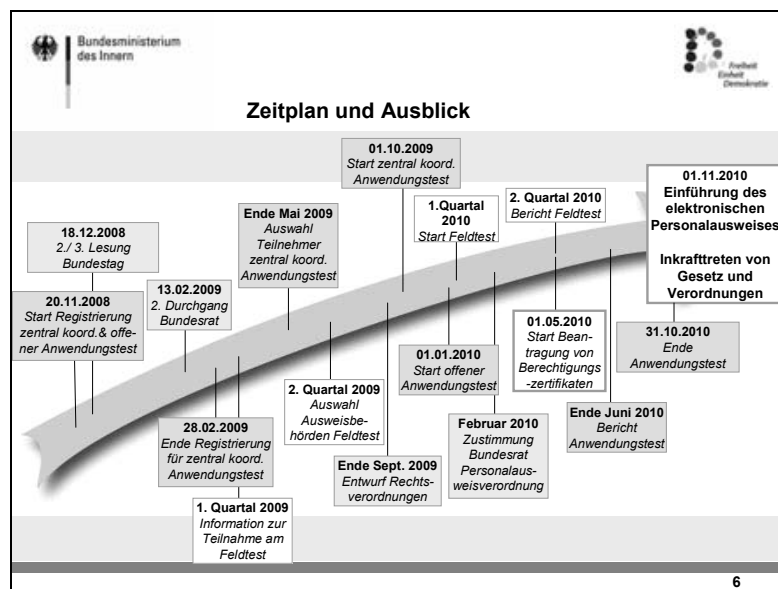 Bundesministerium
des Innern
Freiheit
Einheit
Demokratie
Zeitplan und Ausblick
01.10.2009
Start zentral koord.
Anwendungstest
18.12.2008
2./ 3. Lesung
Bundestag
20.11.2008
Start Registrierung
zentral koord.& offe-
ner Anwendungstest
13.02.2009
2. Durchgang
Bundesrat
Ende Mai 2009
Auswahl
Teilnehmer
zentral koord.
Anwendungstest
1.Quartal
2010
Start Feldtest
2. Quartal 2010
Bericht Feldtest
01.11.2010
Einführung des
elektronischen
Personalausweises
Inkrafttreten von
Gesetz und
Verordnungen
28.02.2009
Ende Registrierung
für zentral koord.
Anwendungstest
1. Quartal 2009
Information zur
Teilnahme am
Feldtest
2. Quartal 2009
Auswahl
Ausweisbe-
hörden Feldtest
Ende Sept. 2009
Entwurf Rechts-
verordnungen
01.01.2010
Start offener
Anwendungstest
Februar 2010
Zustimmung
Bundesrat
Personalaus-
weisverordnung
01.05.2010
Start Bean-
tragung von
Berechtigungs
-zertifikaten
Ende Juni 2010
Bericht
Anwendungstest
31.10.2010
Ende
Anwendungstest
6